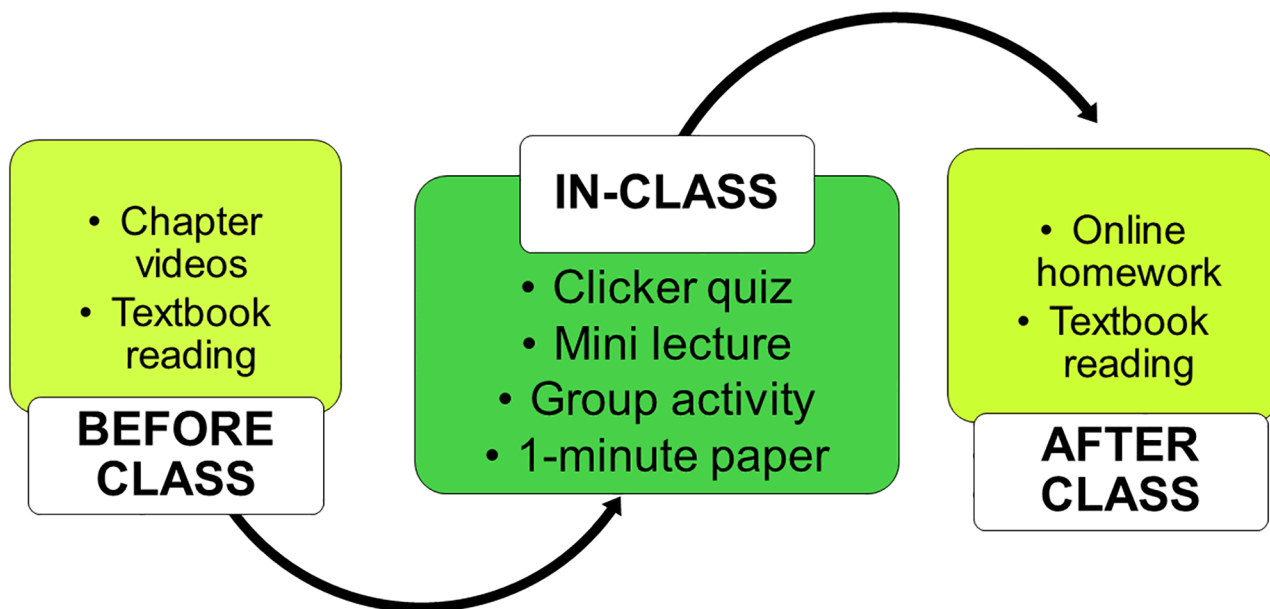 • Chapter
videos
• Textbook
reading
BEFORE
CLASS
IN-CLASS
• Clicker quiz
• Mini lecture
• Group activity
• 1-minute paper
• Online
homework
• Textbook
reading
AFTER
CLASS